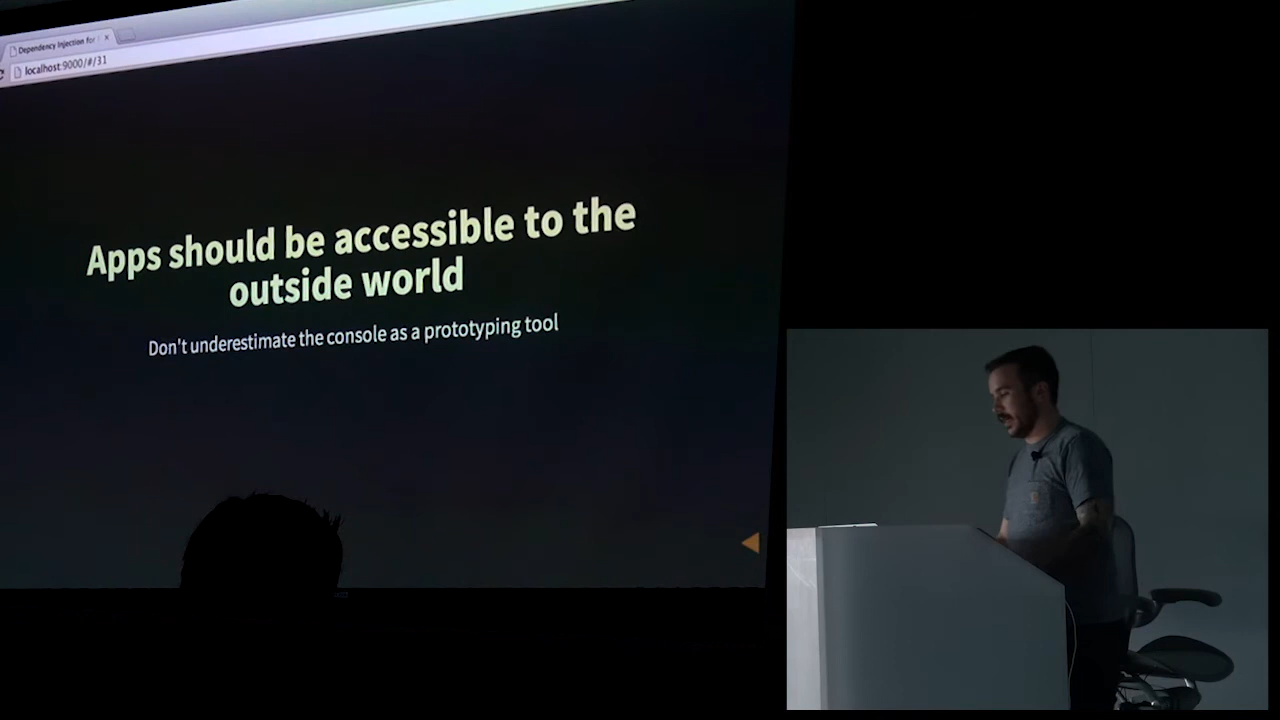 Dependency Injection for
localhost:9000/#/31
Apps should be accessible to the
outside world
Don't underestimate the console as a prototyping tool